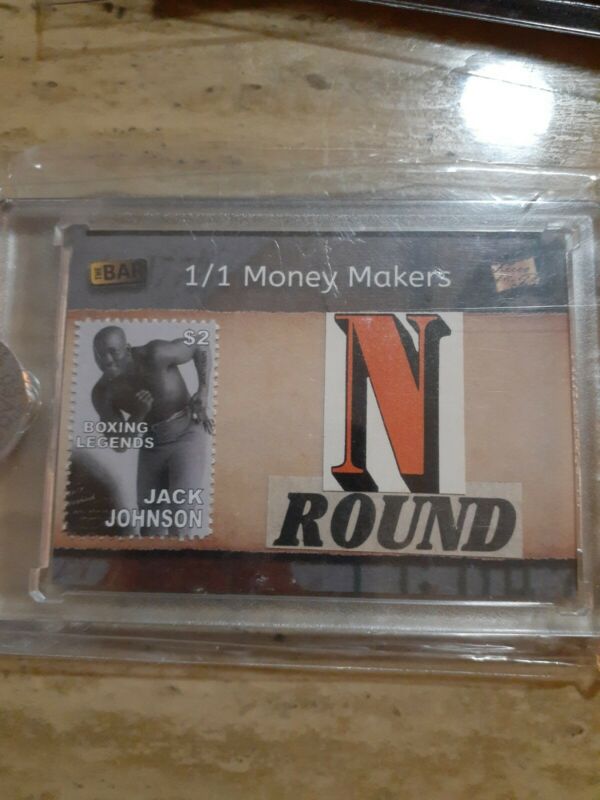 THE BAR
1/1 Money Makers
$2
BOXING
LEGENDS
JACK
JOHNSON
N
ROUND